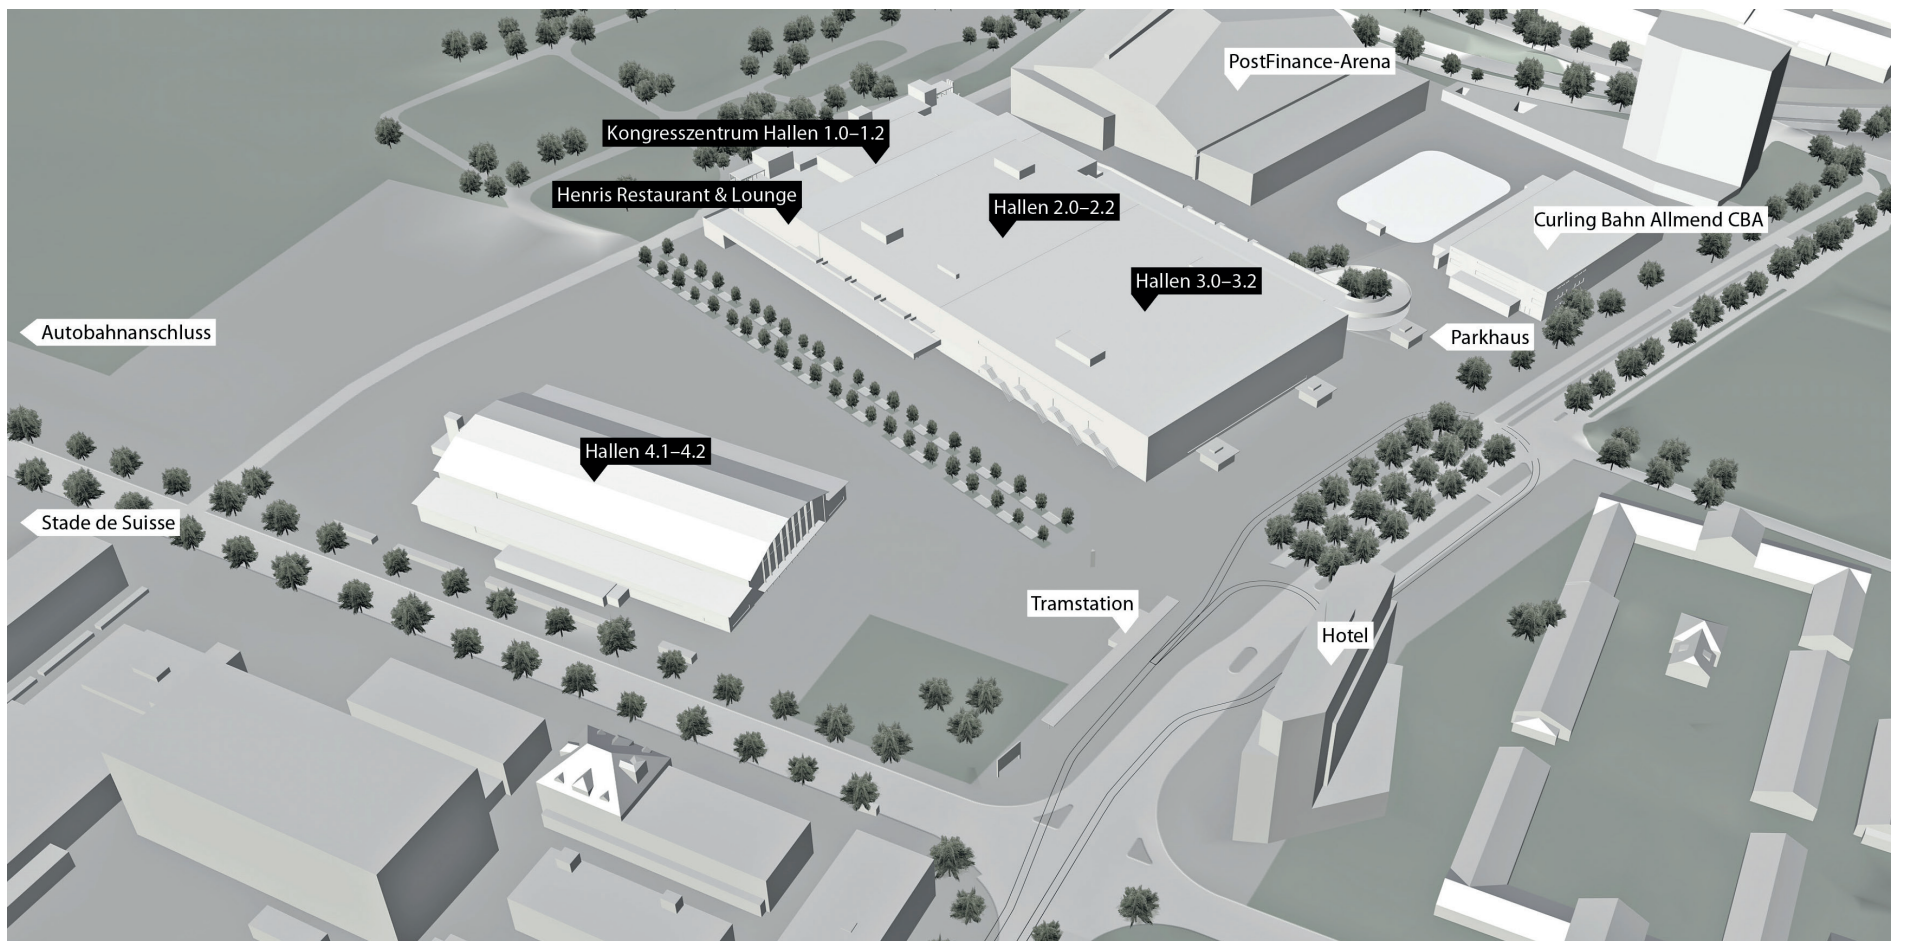 PostFinance-Arena
Kongresszentrum Hallen 1.0–1.2
Henris Restaurant & Lounge
Hallen 2.0–2.2
Curling Bahn Allmend CBA
Hallen 3.0–3.2
Autobahnanschluss
Parkhaus
Hallen 4.1–4.2
Stade de Suisse
Tramstation
Hotel